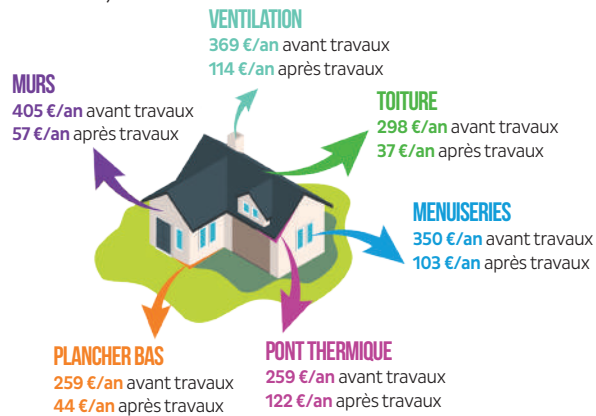 VENTILATION
369 €/an avant travaux
114 €/an après travaux
MURS
405 €/an avant travaux
57 €/an après travaux
TOITURE
298 €/an avant travaux
37 €/an après travaux
MENUISERIES
350 €/an avant travaux
103 €/an après travaux
PLANCHER BAS
259 €/an avant travaux
44 €/an après travaux
PONT THERMIQUE
259 €/an avant travaux
122 €/an après travaux